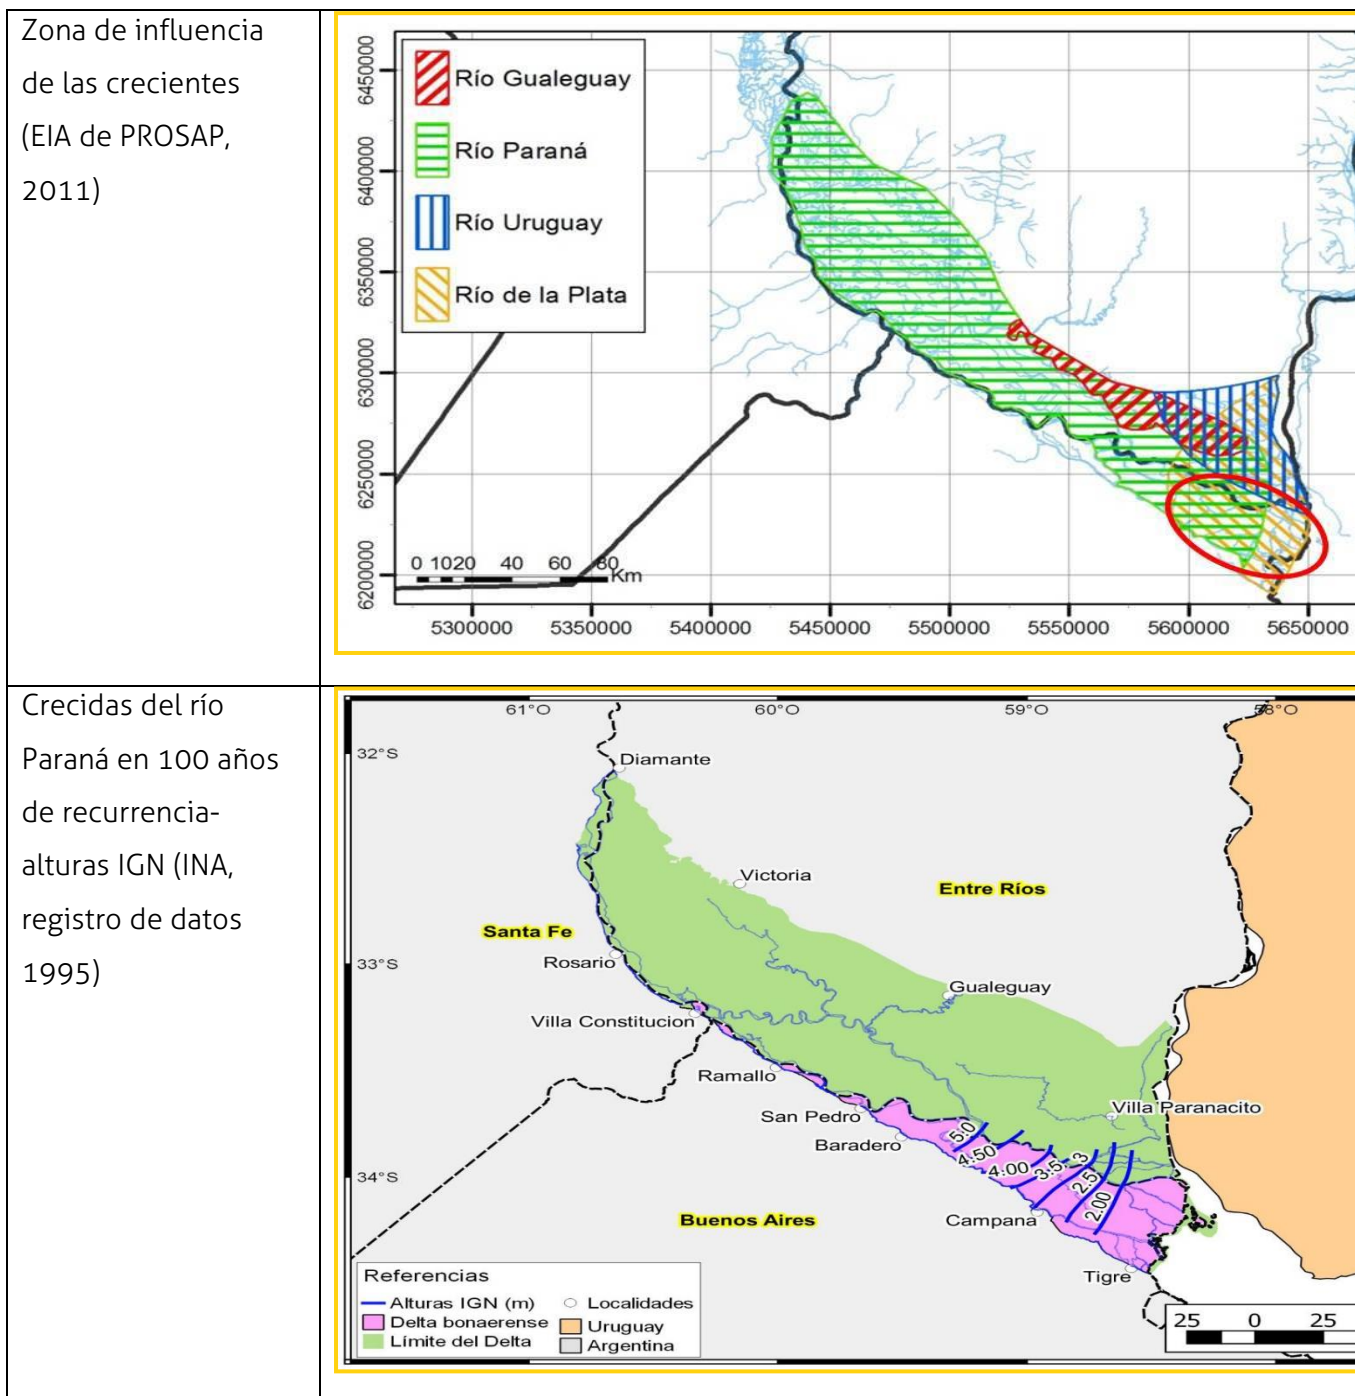 Zona de influencia
de las crecientes
(EIA de PROSAP,
2011)
Río Gualeguay
Río Paraná
Río Uruguay
Río de la Plata
6450000
6400000
6350000
6300000
6250000
6200000
0 1020 40 60 80
Km
5300000 5350000 5400000 5450000 5500000 5550000 5600000 5650000
Crecidas del río
Paraná en 100 años
de recurrencia-
alturas IGN (INA,
registro de datos
1995)
61°O 60°O 59°O 58°O
32°S
33°S
34°S
Diamante
Victoria
Entre Ríos
Santa Fe
Rosario
Gualeguay
Villa Constitucion
Ramallo
San Pedro
Villa Paranacito
Baradero
5.0
4.50
4.00
3.5
3
2.5
2.00
Buenos Aires
Campana
Tigre
Referencias
Alturas IGN (m)
Localidades
Delta bonaerense
Uruguay
Límite del Delta
Argentina
25 0 25